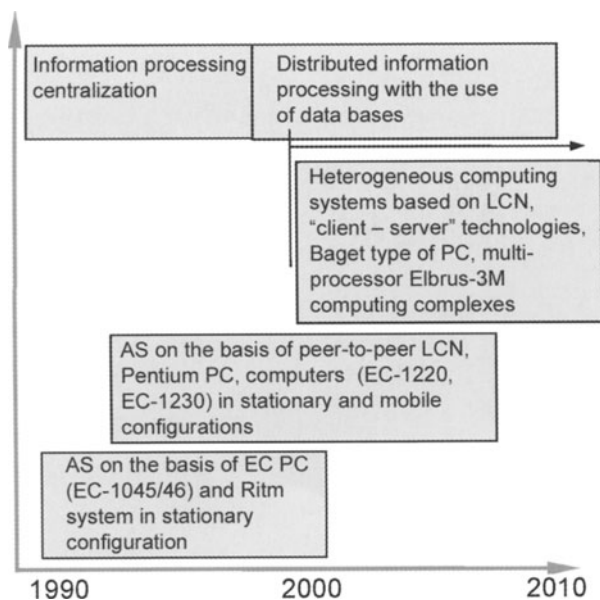 Information processing
centralization
Distributed information
processing with the use
of data bases
Heterogeneous computing
systems based on LCN,
“client – server” technologies,
Baget type of PC, multi-
processor Elbrus-3M
computing complexes
AS on the basis of peer-to-peer LCN,
Pentium PC, computers (EC-1220,
EC-1230) in stationary and mobile
configurations
AS on the basis of EC PC
(EC-1045/46) and Ritm
system in stationary
configuration
1990 2000 2010